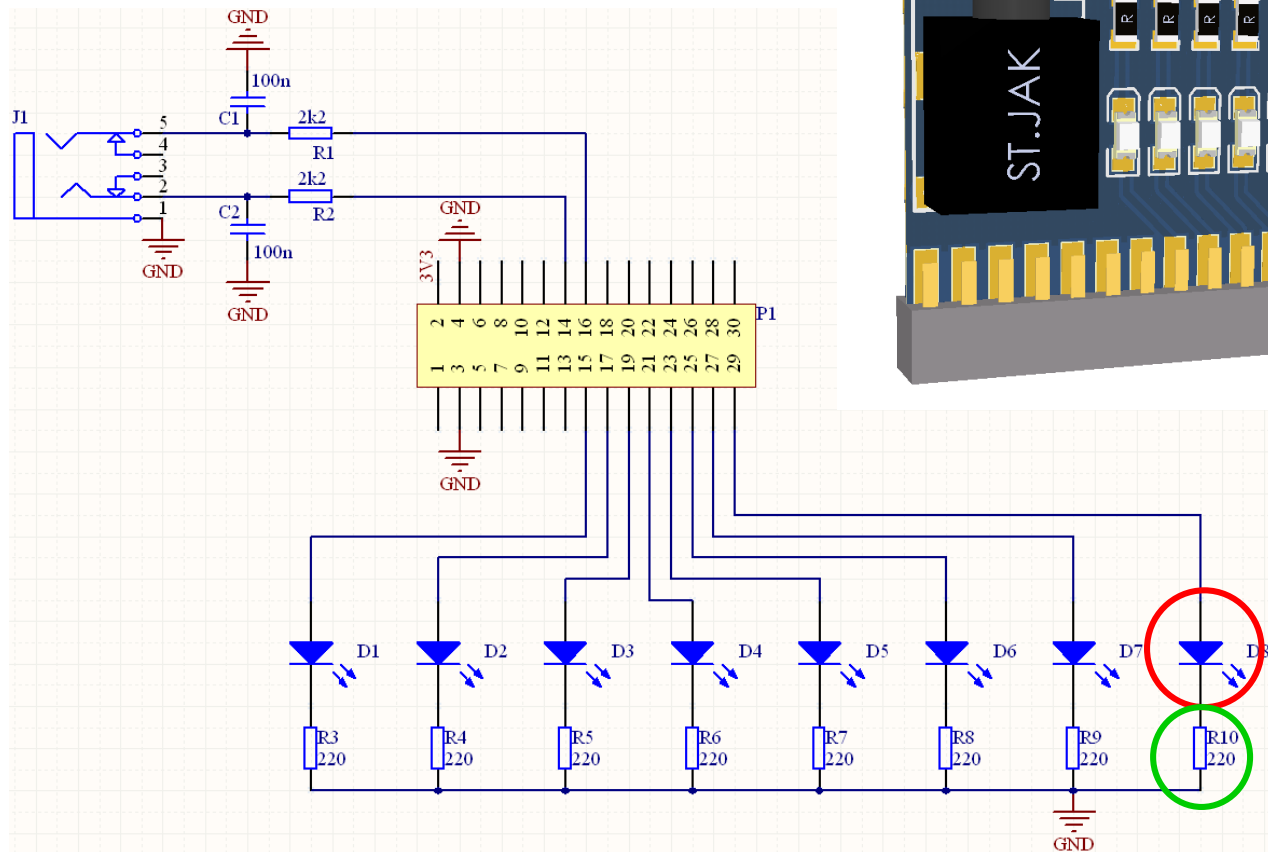 GND
100n
C1
J1
5
4
3
2
1
2k2
R1
2k2
R2
C2
100n
GND
GND
GND
3V3
2 4 6 8 10 12 14 16 18 20 22 24 26 28 30
P1
1 3 5 7 9 11 13 15 17 19 21 23 25 27 29
GND
ST.JAK
R R R R
D1 D2 D3 D4 D5 D6 D7 D8
R3 R4 R5 R6 R7 R8 R9 R10
220 220 220 220 220 220 220 220
GND